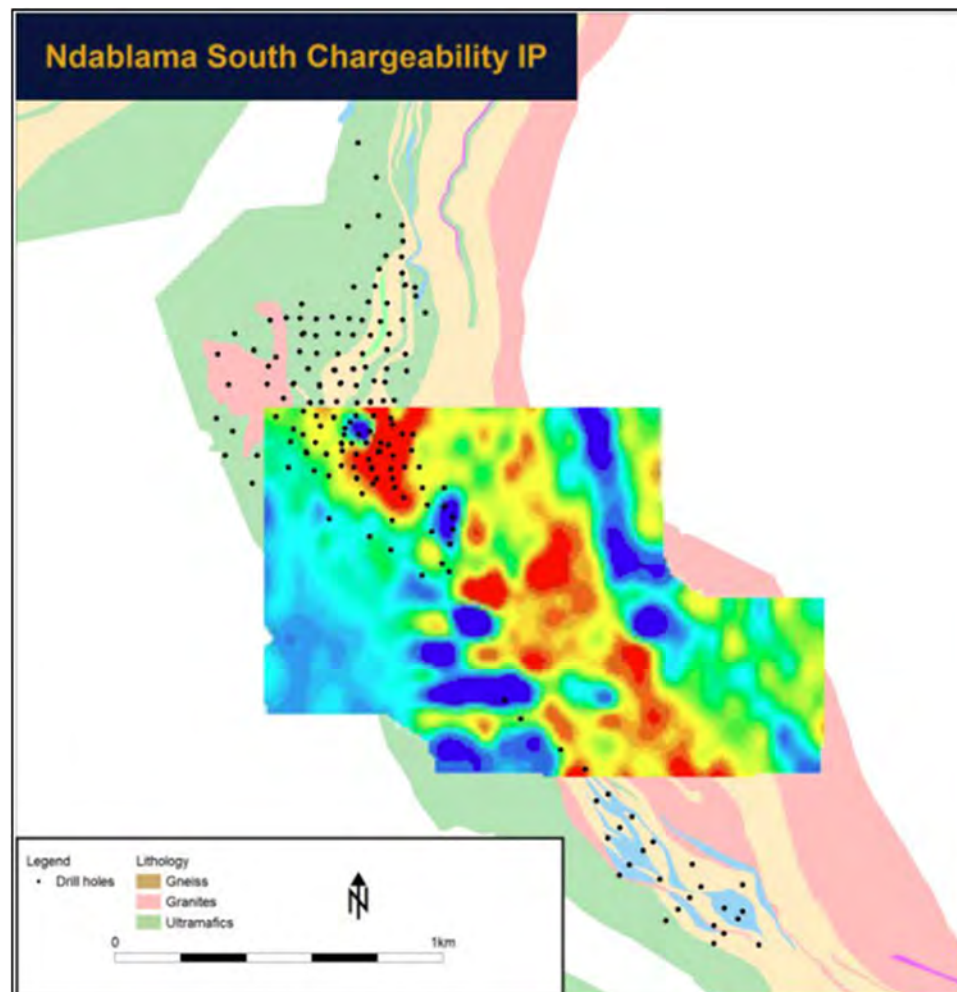 Ndablama South Chargeability IP
Legend
Drill holes
Lithology
Gneiss
Granites
Ultramafics
N
0 1km